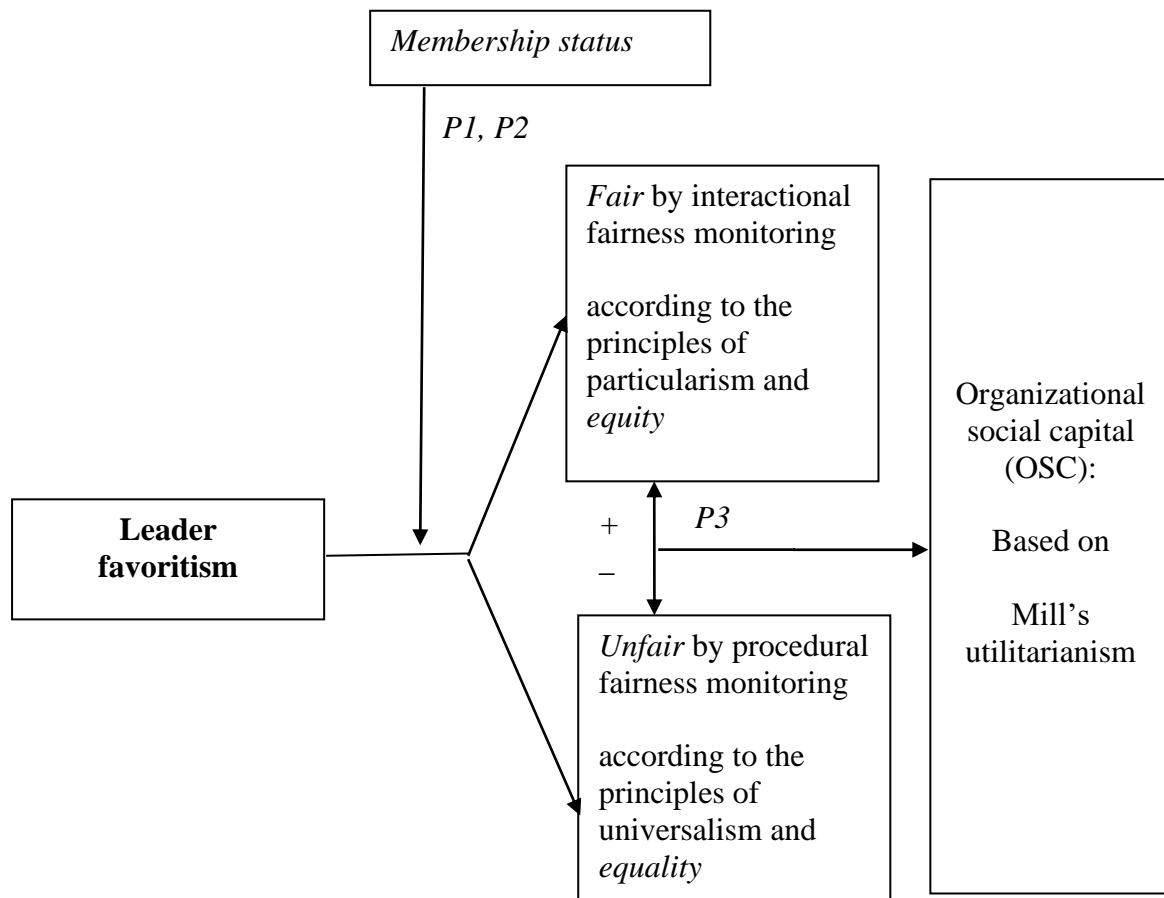 Membership status
P1, P2
Fair by interactional
fairness monitoring
according to the
principles of
particularism and
equity
Leader
favoritism
+
P3
−
Unfair by procedural
fairness monitoring
according to the
principles of
universalism and
equality
Organizational
social capital
(OSC):
Based on
Mill’s
utilitarianism